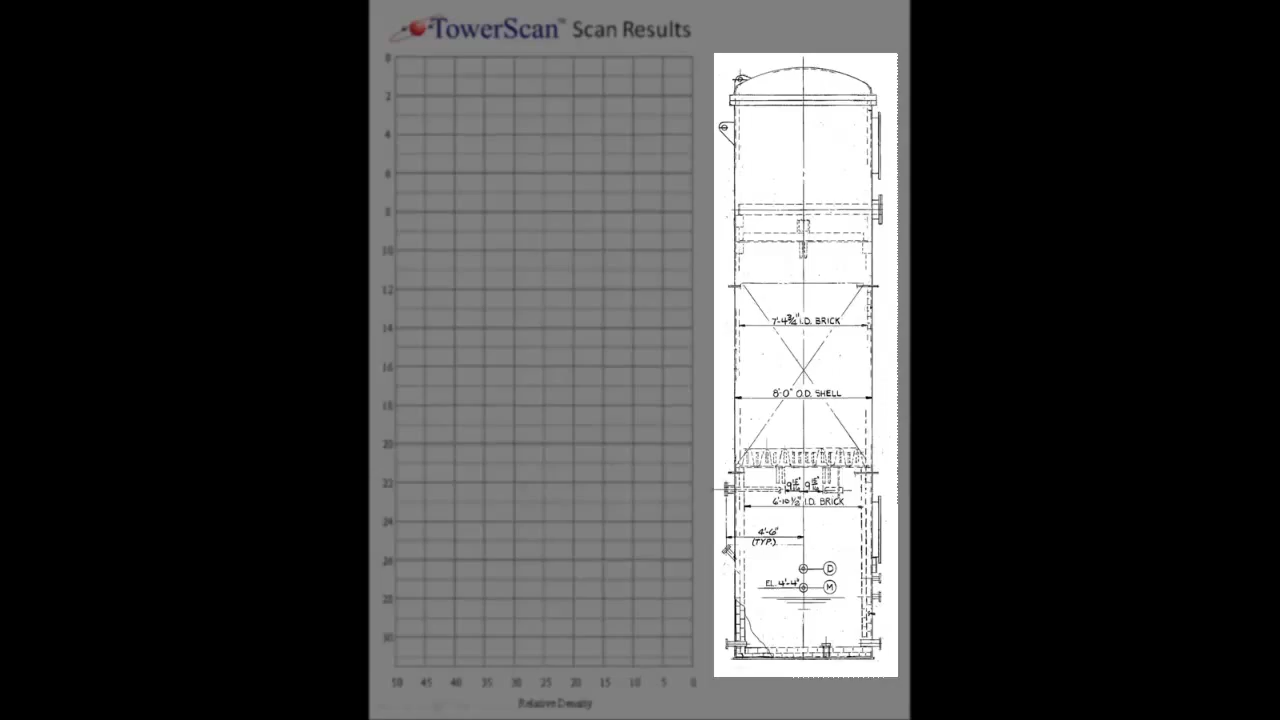 TowerScan™ Scan Results
0
2
4
6
8
10
12
14
16
18
20
22
24
26
28
30
50 45 40 35 30 25 20 15 10 5 0
Relative Density
7'-4¾" I.D. BRICK
8'-0" O.D. SHELL
6'-10½" I.D. BRICK
4'-6"
(TYP.)
D
EL. 4'-4"
M